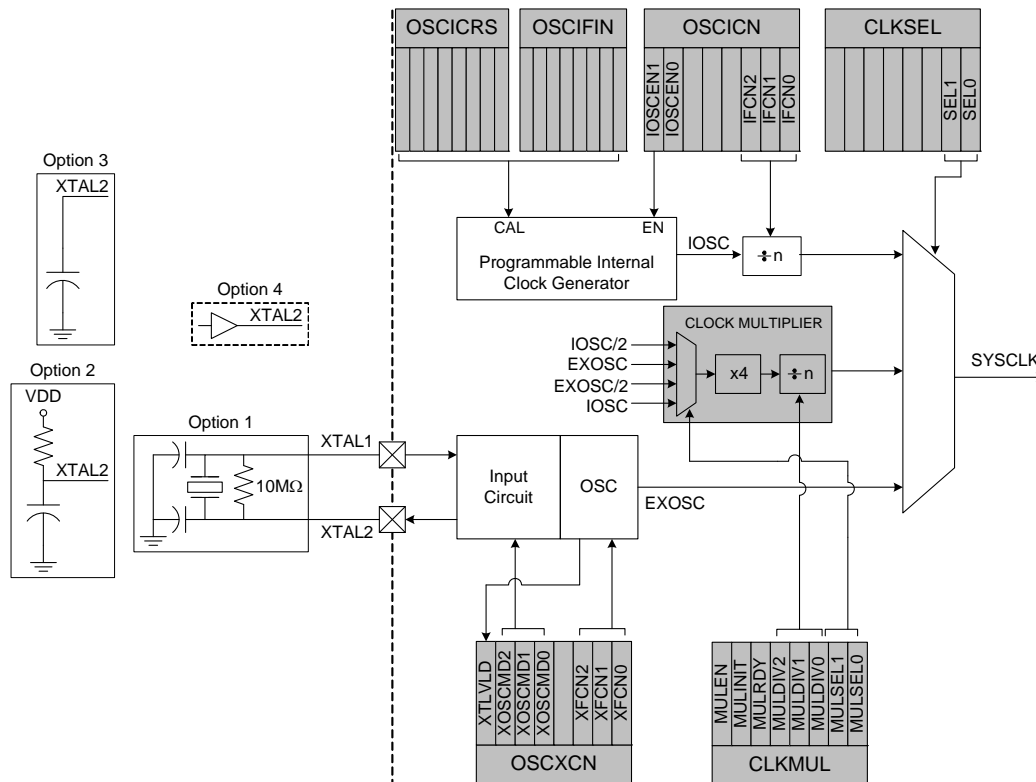 OSCICRS
OSCIFIN
OSCICN
CLKSEL
IOSCEN1
IOSCEN0
IFCN2
IFCN1
IFCN0
SEL1
SEL0
Option 3
XTAL2
Option 4
XTAL2
Option 2
VDD
XTAL2
Option 1
XTAL1
10MΩ
XTAL2
CAL
EN
Programmable Internal
Clock Generator
IOSC
÷ n
CLOCK MULTIPLIER
IOSC/2
EXOSC
EXOSC/2
IOSC
x4
÷ n
SYSCLK
Input
Circuit
OSC
EXOSC
XTLVLD
XOSCMD2
XOSCMD1
XOSCMD0
XFCN2
XFCN1
XFCN0
OSCXCN
MULEN
MULINIT
MULRDY
MULDIV2
MULDIV1
MULDIV0
MULSEL1
MULSEL0
CLKMUL